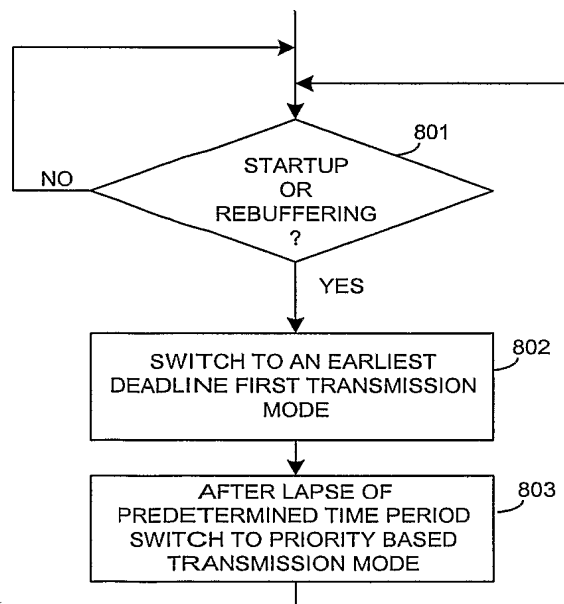 801
STARTUP
OR
REBUFFERING
?
NO
YES
802
SWITCH TO AN EARLIEST
DEADLINE FIRST TRANSMISSION
MODE
803
AFTER LAPSE OF
PREDETERMINED TIME PERIOD
SWITCH TO PRIORITY BASED
TRANSMISSION MODE